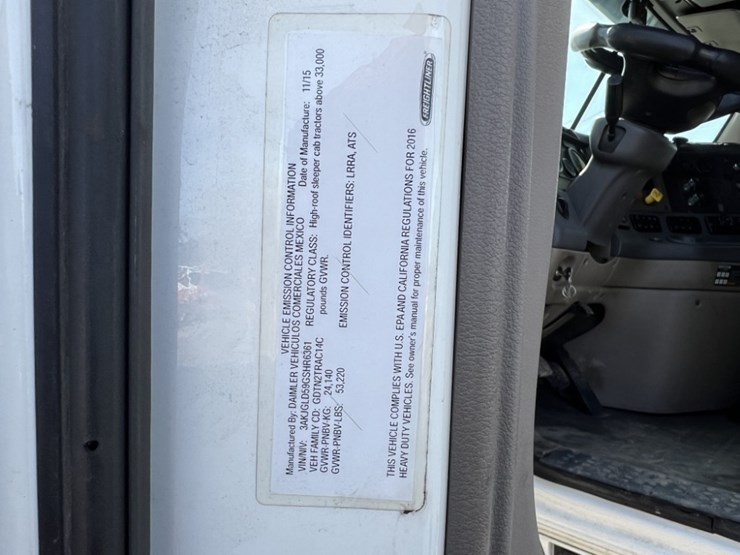 VEHICLE EMISSION CONTROL INFORMATION
Manufactured By: DAIMLER VEHICULOS COMERCIALES MEXICO Date of Manufacture: 11/15
VIN/NIV: 3AKJGLD59GSHR6361 REGULATORY CLASS: High-roof sleeper cab tractors above 33,000
VEH FAMILY CD: GDTN2TRAC14C pounds GVWR.
GVWR-PNBV-KG: 24,140
GVWR-PNBV-LBS: 53,220 EMISSION CONTROL IDENTIFIERS: LRRA, ATS
THIS VEHICLE COMPLIES WITH U.S. EPA AND CALIFORNIA REGULATIONS FOR 2016
HEAVY DUTY VEHICLES. See owner's manual for proper maintenance of this vehicle.
FREIGHTLINER